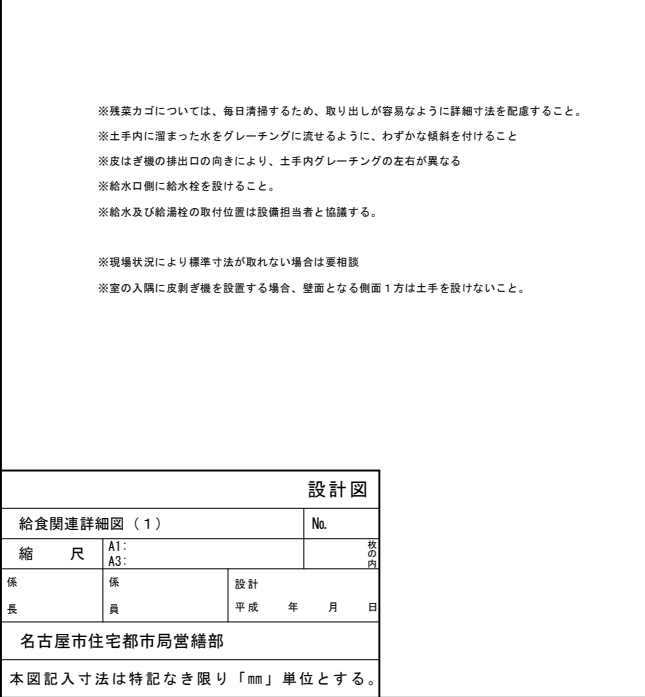 ※残菜カゴについては、毎日清掃するため、取り出しが容易なように詳細寸法を配慮すること。
※土手内に溜まった水をグレーチングに流せるように、わずかな傾斜を付けること
※皮はぎ機の排出口の向きにより、土手内グレーチングの左右が異なる
※給水口側に給水栓を設けること。
※給水及び給湯栓の取付位置は設備担当者と協議する。
※現場状況により標準寸法が取れない場合は要相談
※室の入隅に皮剥ぎ機を設置する場合、壁面となる側面１方は土手を設けないこと。
設計図
給食関連詳細図（１） No.
縮 尺 A1: 枚の内
A3:
係 係 設計
長 員 平成 年 月 日
名古屋市住宅都市局営繕部
本図記入寸法は特記なき限り「㎜」単位とする。